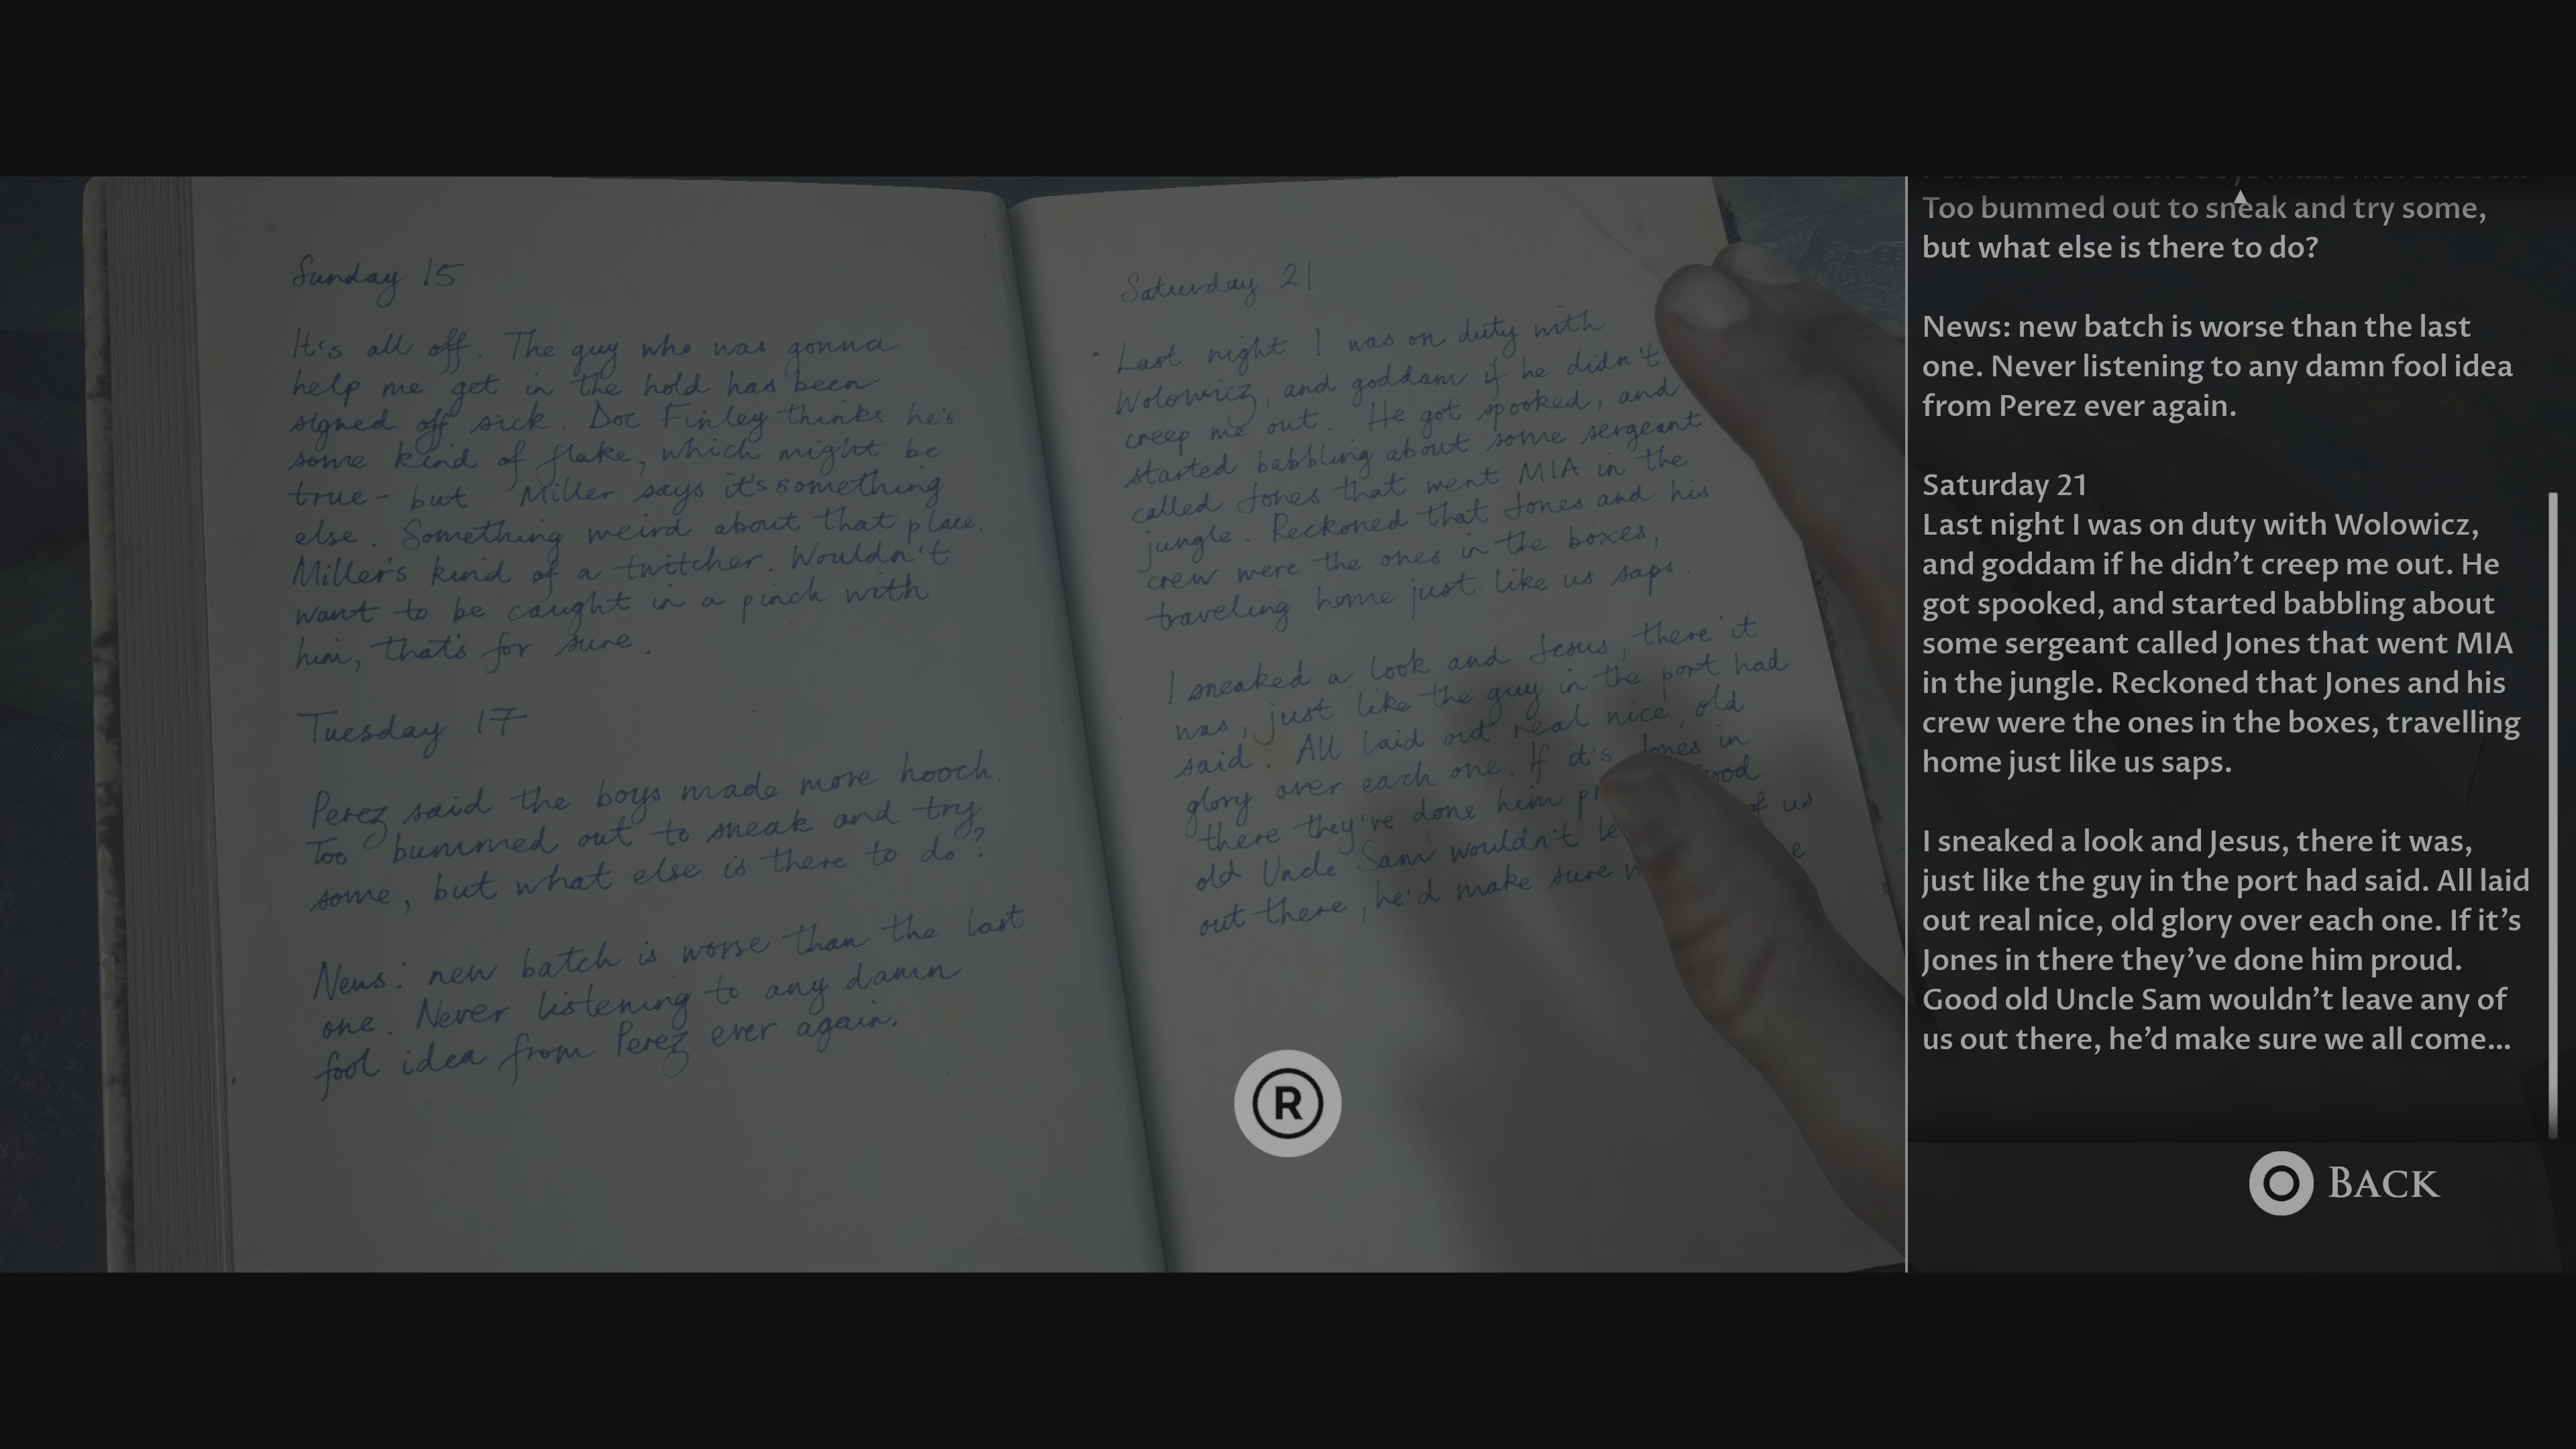 Sunday 15
It's all off. The guy who was gonna
help me get in the hold has been
signed off sick. Doc Finley thinks he's
some kind of flake, which might be
true - but Miller says it's something
else. Something weird about that place.
Miller's kind of a twitcher. Wouldn't
want to be caught in a pinch with
him, that's for sure.
Tuesday 17
Perez said the boys made more hooch.
Too bummed out to sneak and try
some, but what else is there to do?
News: new batch is worse than the last
one. Never listening to any damn
fool idea from Perez ever again.
Saturday 21
Last night I was on duty with
Wolowicz, and goddam if he didn't
creep me out. He got spooked, and
started babbling about some sergeant
called Jones that went MIA in the
jungle. Reckoned that Jones and his
crew were the ones in the boxes,
traveling home just like us saps.
I sneaked a look and Jesus, there it
was, just like the guy in the port had
said. All laid out real nice, old
glory over each one. If it's Jones in
there they've done him
old Uncle Sam wouldn't of us
out there, he'd make sure
R
Too bummed out to sneak and try some,
but what else is there to do?
News: new batch is worse than the last
one. Never listening to any damn fool idea
from Perez ever again.
Saturday 21
Last night I was on duty with Wolowicz,
and goddam if he didn't creep me out. He
got spooked, and started babbling about
some sergeant called Jones that went MIA
in the jungle. Reckoned that Jones and his
crew were the ones in the boxes, travelling
home just like us saps.
I sneaked a look and Jesus, there it was,
just like the guy in the port had said. All laid
out real nice, old glory over each one. If it's
Jones in there they've done him proud.
Good old Uncle Sam wouldn't leave any of
us out there, he'd make sure we all come...
BACK